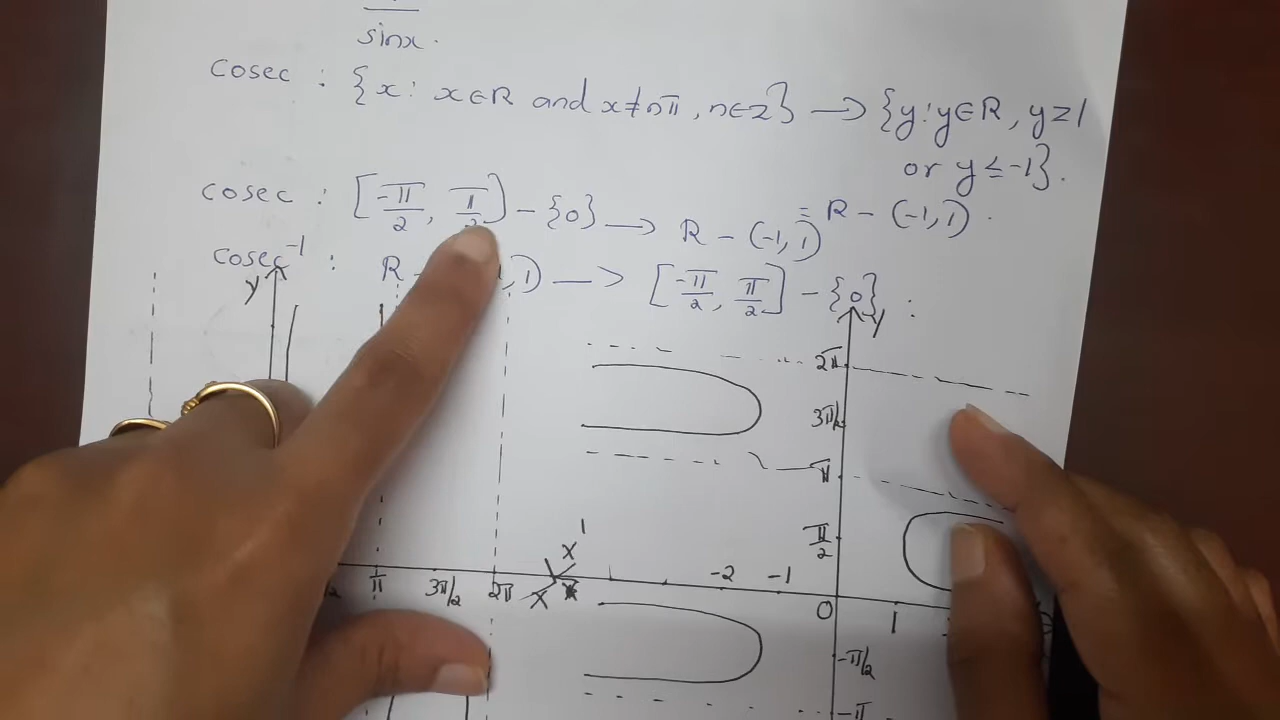 sinx.
cosec : {x : x∈R and x≠nπ, n∈z} → {y : y∈R, y≥1
or y≤-1}.
= R - (-1,1).
cosec : [-π/2, π/2] - {0} → R - (-1,1)
cosec⁻¹ : R 1) → [-π/2, π/2] - {0} :
Y
Y
2π
3π/2
π
π/2
X'
-2 -1
π 3π/2 2π X
0 1
-π/2
-π